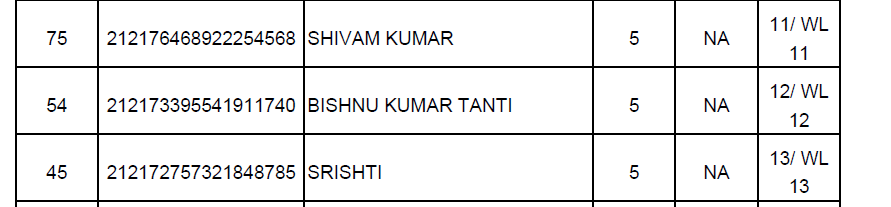 75 212176468922254568 SHIVAM KUMAR 5 NA 11/ WL 11
54 212173395541911740 BISHNU KUMAR TANTI 5 NA 12/ WL 12
45 212172757321848785 SRISHTI 5 NA 13/ WL 13